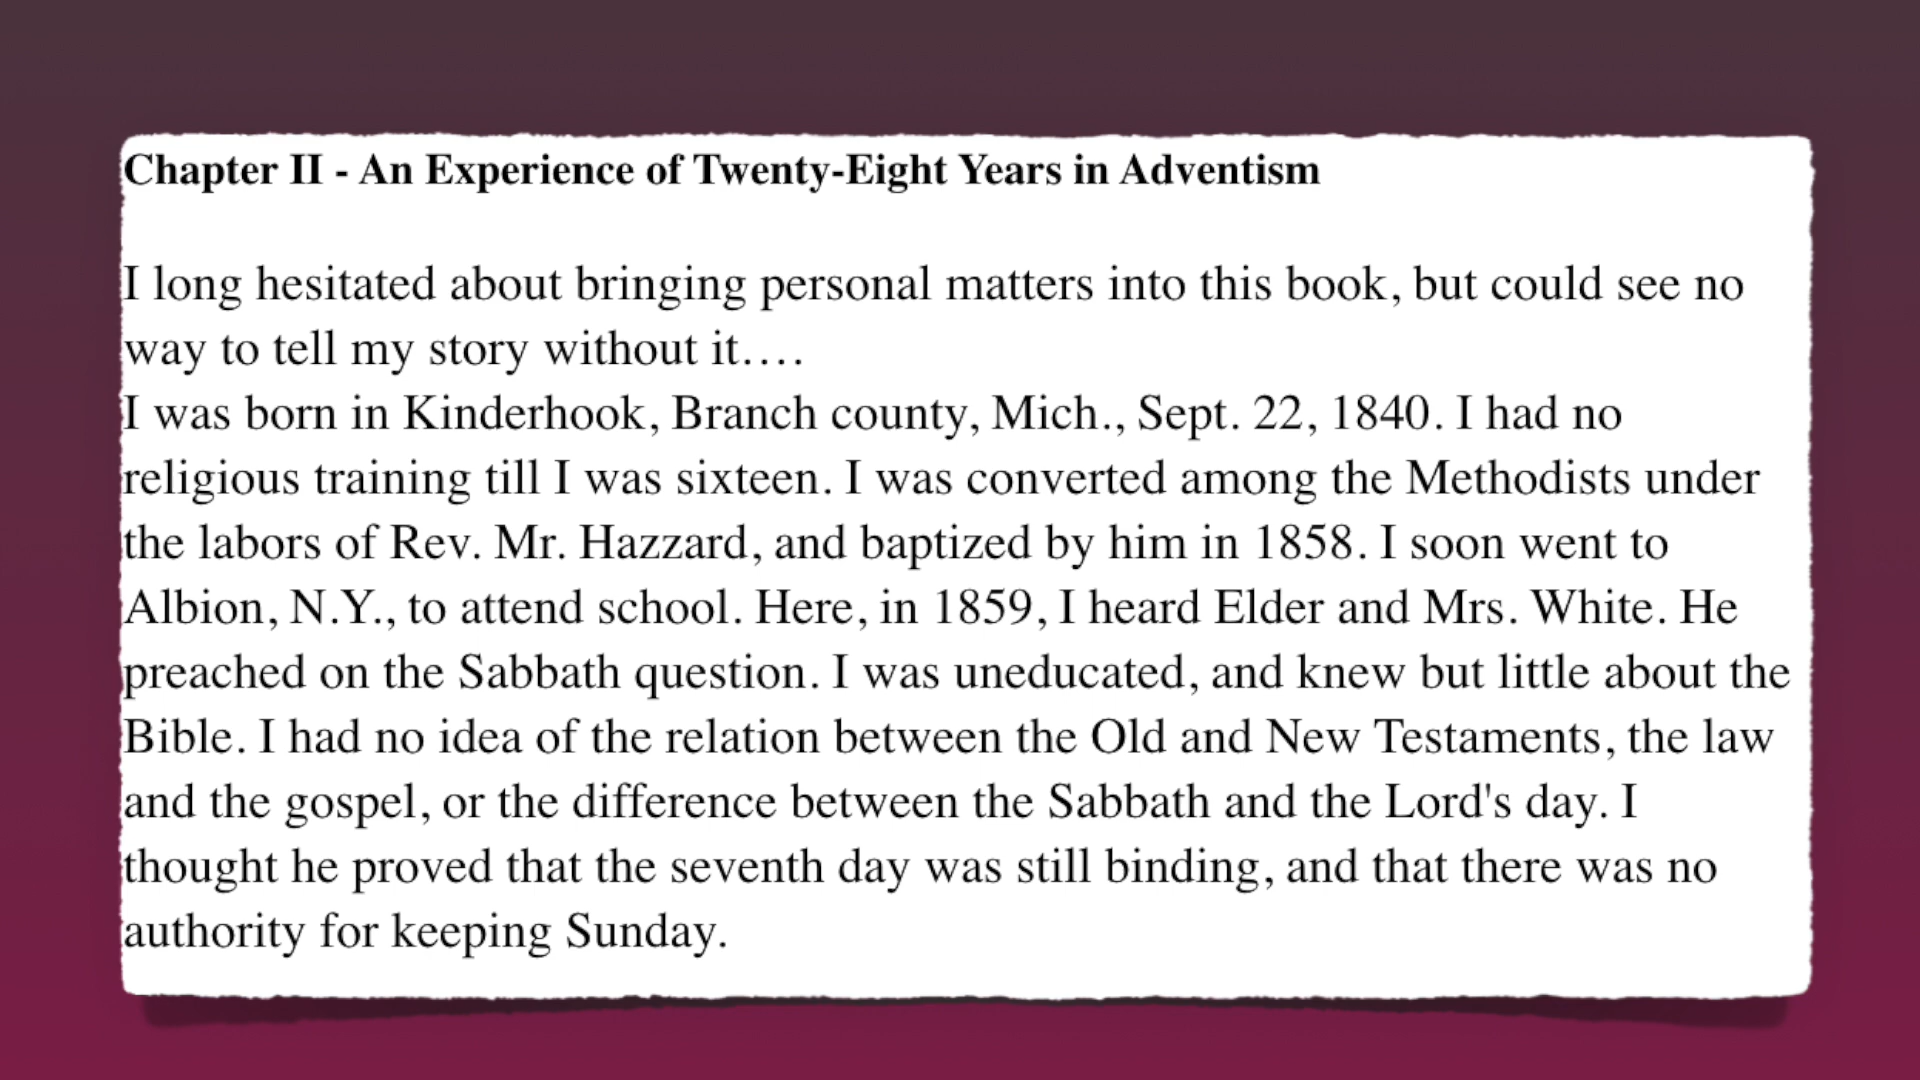 Chapter II - An Experience of Twenty-Eight Years in Adventism
I long hesitated about bringing personal matters into this book, but could see no
way to tell my story without it….
I was born in Kinderhook, Branch county, Mich., Sept. 22, 1840. I had no
religious training till I was sixteen. I was converted among the Methodists under
the labors of Rev. Mr. Hazzard, and baptized by him in 1858. I soon went to
Albion, N.Y., to attend school. Here, in 1859, I heard Elder and Mrs. White. He
preached on the Sabbath question. I was uneducated, and knew but little about the
Bible. I had no idea of the relation between the Old and New Testaments, the law
and the gospel, or the difference between the Sabbath and the Lord's day. I
thought he proved that the seventh day was still binding, and that there was no
authority for keeping Sunday.